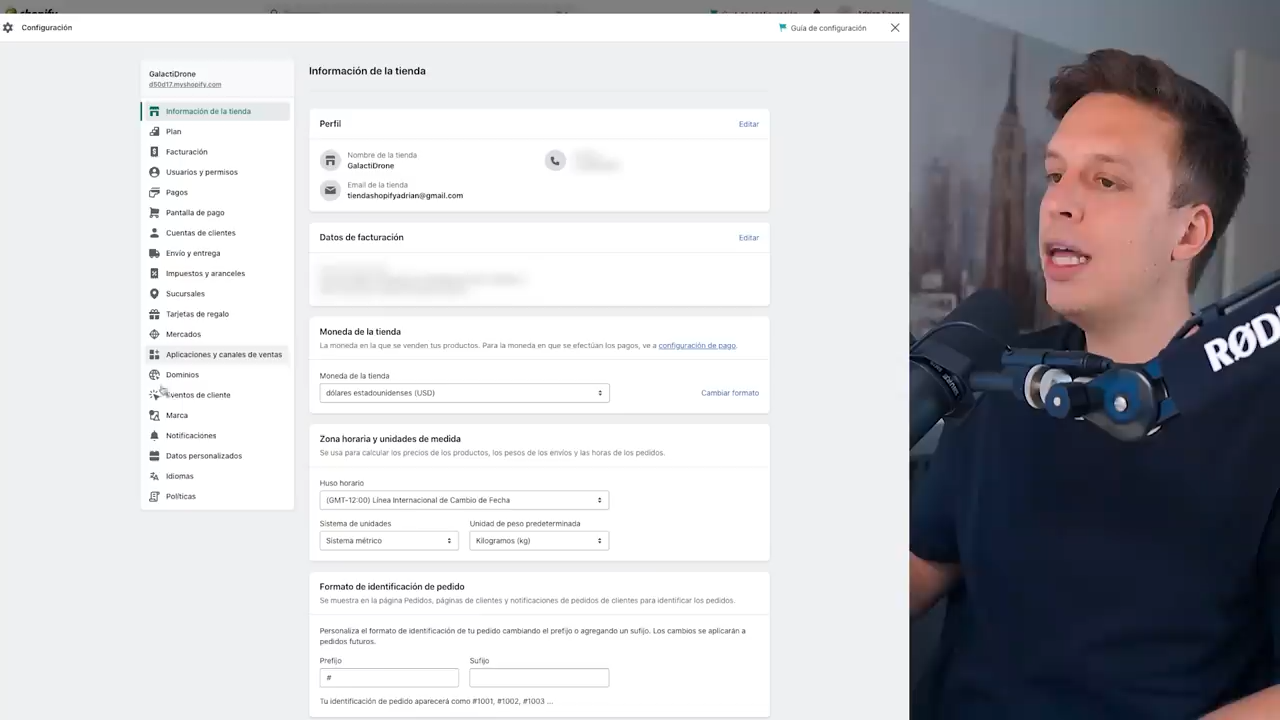 shopify
Configuración
Guía de configuración
GalactiDrone
d50d17.myshopify.com
Información de la tienda
Plan
Facturación
Usuarios y permisos
Pagos
Pantalla de pago
Cuentas de clientes
Envío y entrega
Impuestos y aranceles
Sucursales
Tarjetas de regalo
Mercados
Aplicaciones y canales de ventas
Dominios
Eventos de cliente
Marca
Notificaciones
Datos personalizados
Idiomas
Políticas
Información de la tienda
Perfil
Editar
Nombre de la tienda
GalactiDrone
Email de la tienda
tiendashopifyadrian@gmail.com
Datos de facturación
Editar
Moneda de la tienda
La moneda en la que se venden tus productos. Para la moneda en que se efectúan los pagos, ve a configuración de pago.
Moneda de la tienda
dólares estadounidenses (USD)
Cambiar formato
Zona horaria y unidades de medida
Se usa para calcular los precios de los productos, los pesos de los envíos y las horas de los pedidos.
Huso horario
(GMT-12:00) Línea Internacional de Cambio de Fecha
Sistema de unidades
Unidad de peso predeterminada
Sistema métrico
Kilogramos (kg)
Formato de identificación de pedido
Se muestra en la página Pedidos, páginas de clientes y notificaciones de pedidos de clientes para identificar los pedidos.
Personaliza el formato de identificación de tu pedido cambiando el prefijo o agregando un sufijo. Los cambios se aplicarán a
pedidos futuros.
Prefijo
Sufijo
#
Tu identificación de pedido aparecerá como #1001, #1002, #1003 ...
RØD